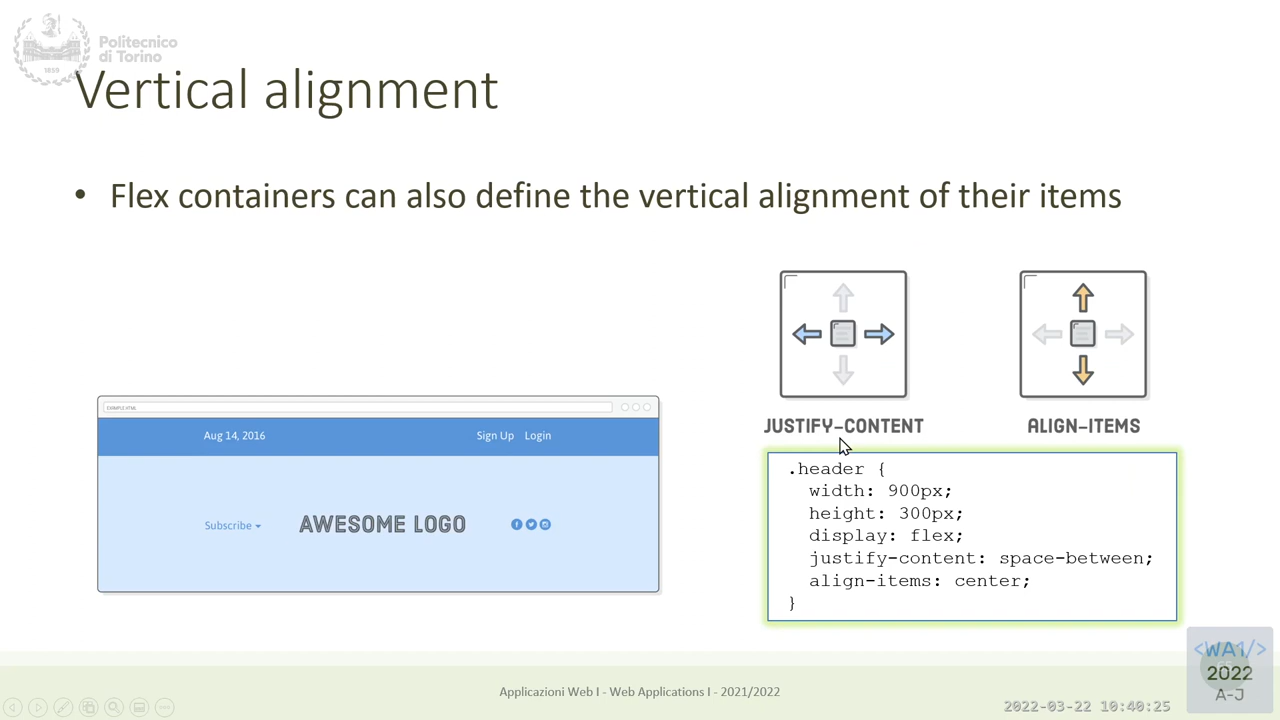 Politecnico
di Torino
1859
Vertical alignment
• Flex containers can also define the vertical alignment of their items
EXAMPLE.HTML
Aug 14, 2016
Sign Up Login
Subscribe
AWESOME LOGO
JUSTIFY-CONTENT
ALIGN-ITEMS
.header {
width: 900px;
height: 300px;
display: flex;
justify-content: space-between;
align-items: center;
}
Applicazioni Web I - Web Applications I - 2021/2022
2022-03-22 10:40:25
<WA1/>
2022
A-J